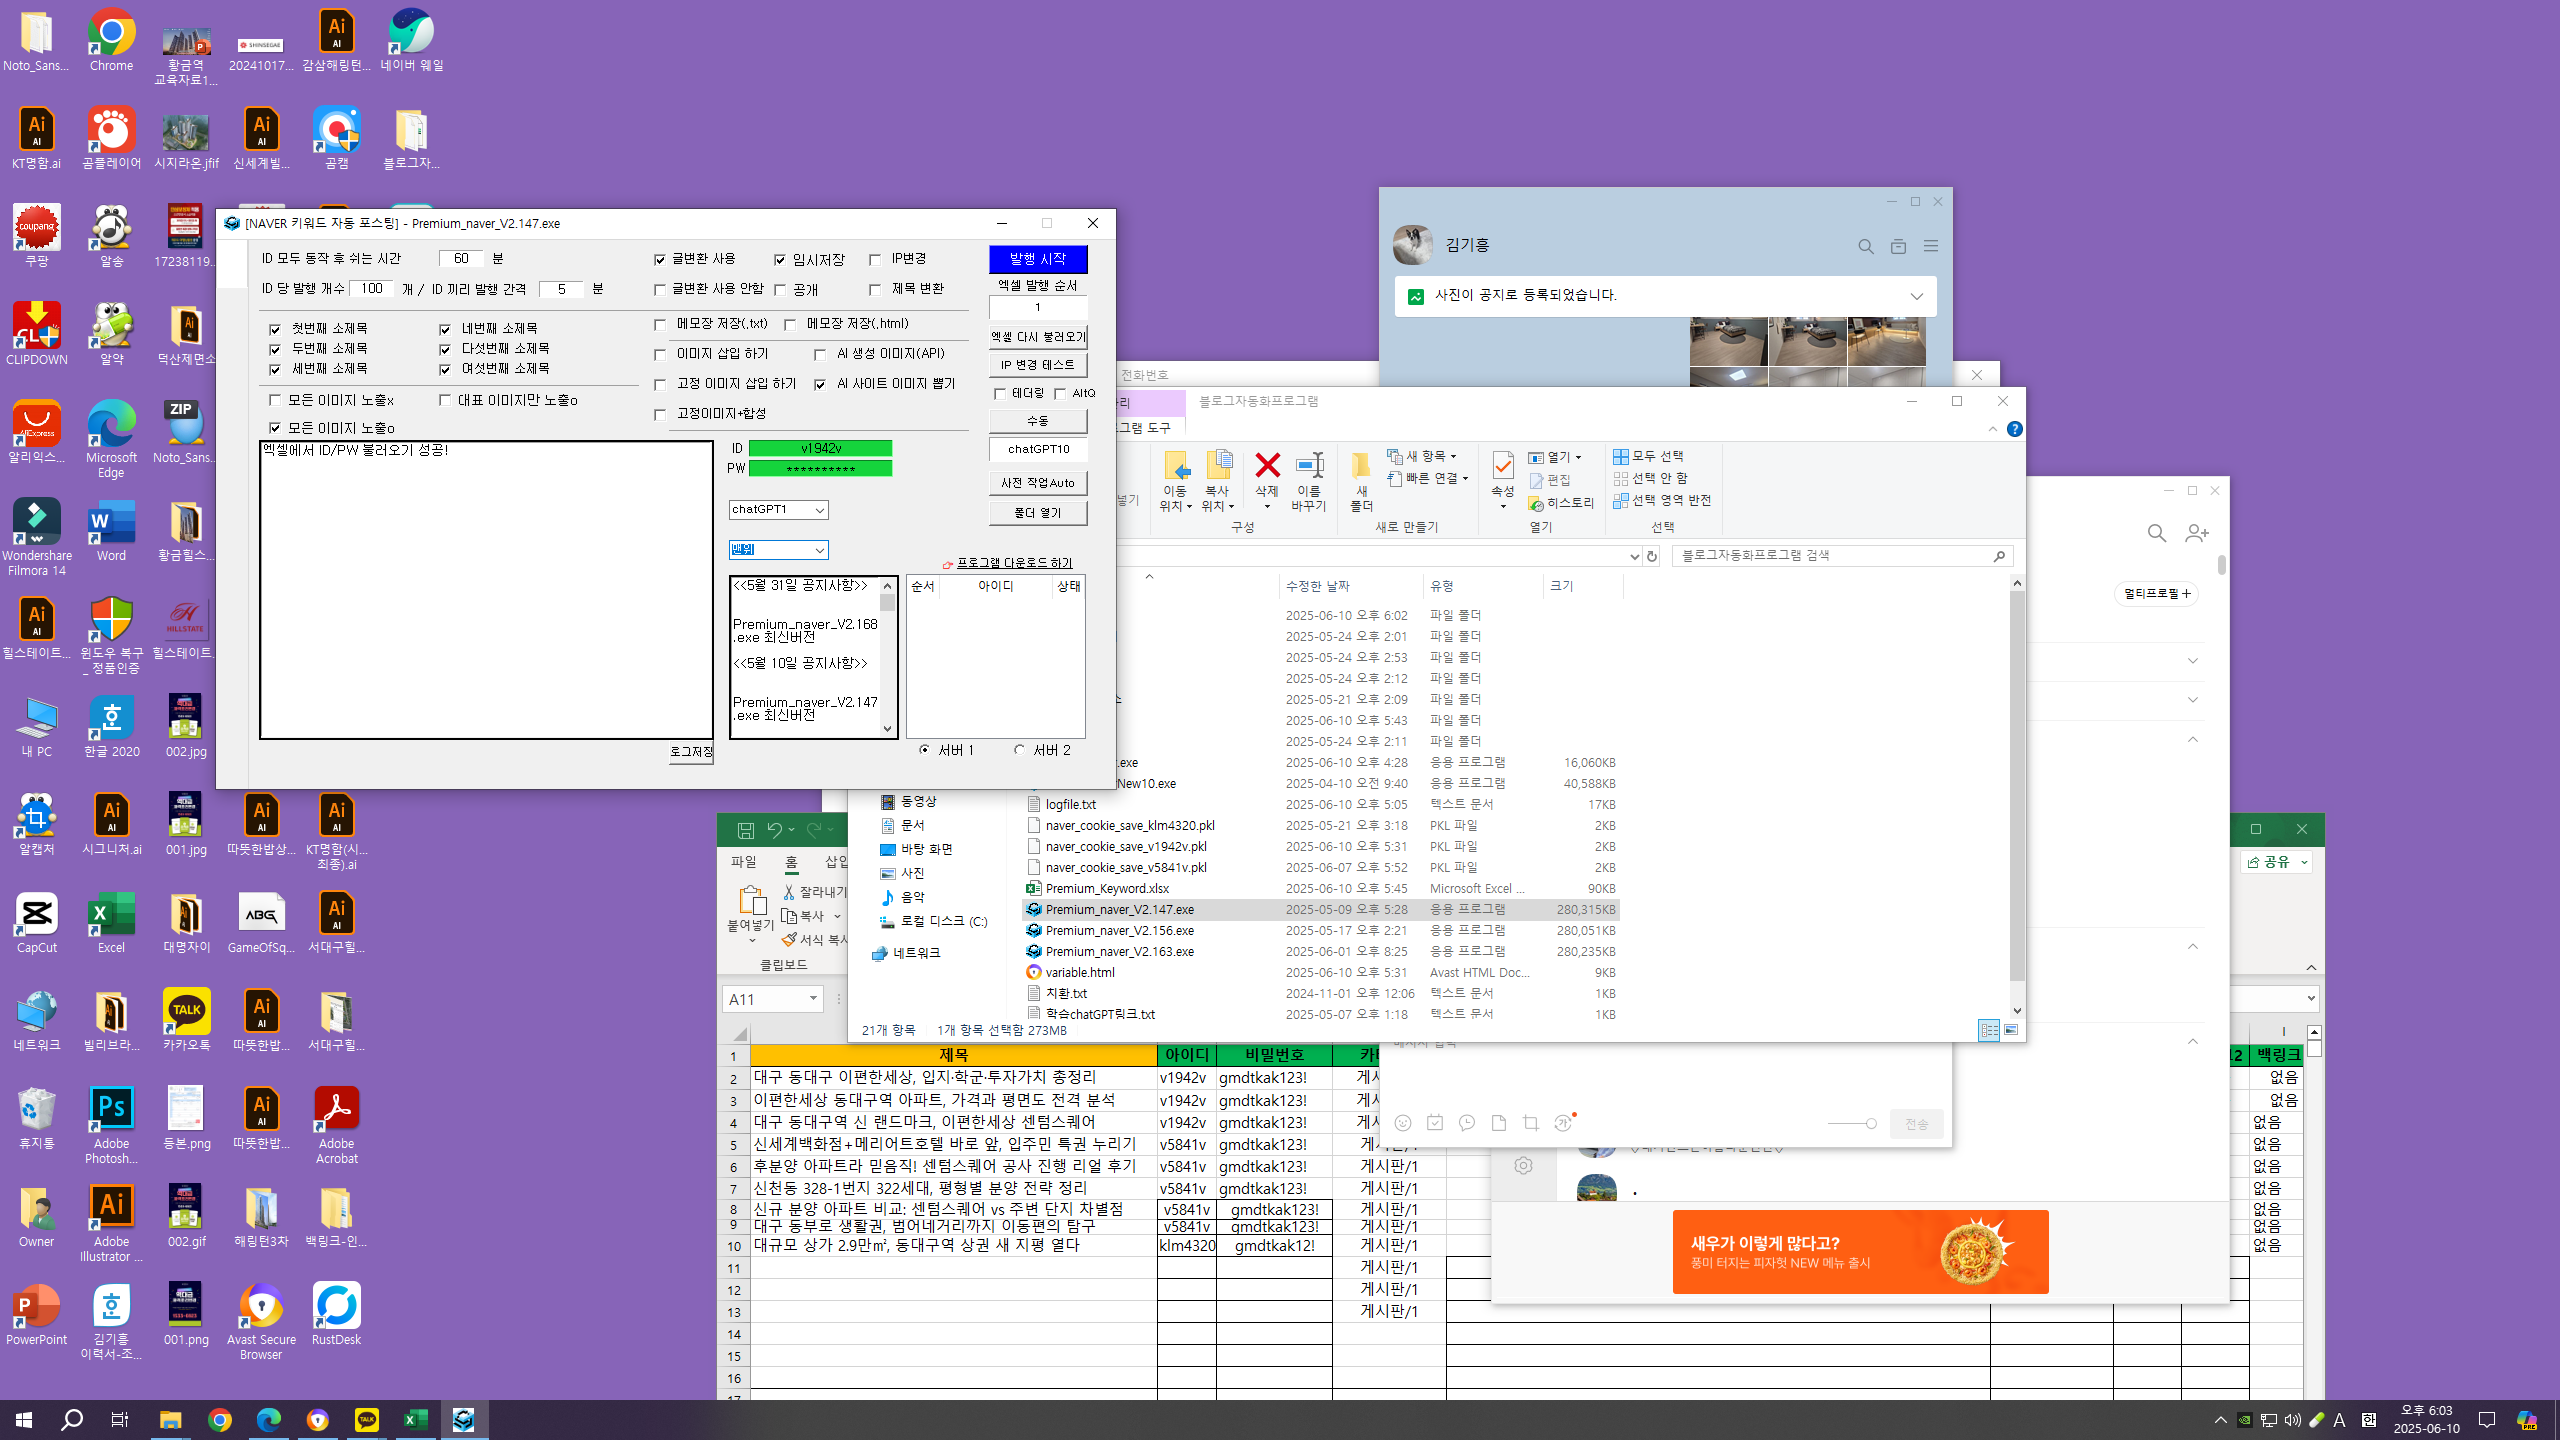 Noto_Sans...
Chrome
황금역
교육자료1...
20241017...
감삼해링턴...
네이버 웨일
KT명함.ai
곰플레이어
시지라온.jfif
신세계빌...
곰캠
블로그자...
쿠팡
알송
17238119...
CLIPDOWN
알약
덕산제면소
알리익스...
Microsoft
Edge
Noto_Sans...
Wondershare
Filmora 14
Word
황금힐스...
힐스테이트...
윈도우 복구
_ 정품인증
힐스테이트...
내 PC
한글 2020
002.jpg
알캡처
시그니처.ai
001.jpg
따뜻한밥상...
KT명함(시...
최종).ai
CapCut
Excel
대명자이
GameOfSq...
서대구힐...
네트워크
빌리브라...
카카오톡
따뜻한밥...
서대구힐...
휴지통
Adobe
Photosh...
등본.png
따뜻한밥...
Adobe
Acrobat
Owner
Adobe
Illustrator ...
002.gif
해링턴3차
백링크-인...
PowerPoint
김기흥
이력서-조...
001.png
Avast Secure
Browser
RustDesk
[NAVER 키워드 자동 포스팅] - Premium_naver_V2.147.exe
ID 모두 동작 후 쉬는 시간 60 분
ID 당 발행 개수 100 개 / ID 끼리 발행 간격 5 분
글변환 사용 임시저장 IP변경
글변환 사용 안함 공개 제목 변환
메모장 저장(.txt) 메모장 저장(.html)
첫번째 소제목 네번째 소제목
두번째 소제목 다섯번째 소제목
세번째 소제목 여섯번째 소제목
이미지 삽입 하기 AI 생성 이미지(API)
고정 이미지 삽입 하기 AI 사이트 이미지 뽑기
고정이미지+합성
모든 이미지 노출x 대표 이미지만 노출o
모든 이미지 노출o
발행 시작
엑셀 발행 순서
1
엑셀 다시 불러오기
IP 변경 테스트
테더링 AltQ
수동
chatGPT10
사전 작업Auto
폴더 열기
엑셀에서 ID/PW 불러오기 성공!
ID v1942v
PW **********
chatGPT1
맨위
프로그램 다운로드 하기
<<5월 31일 공지사항>>
Premium_naver_V2.168
.exe 최신버전
<<5월 10일 공지사항>>
Premium_naver_V2.147
.exe 최신버전
순서 아이디 상태
로그저장
서버 1 서버 2
김기흥
사진이 공지로 등록되었습니다.
전화번호
블로그자동화프로그램
이동
위치
복사
위치
삭제
이름
바꾸기
새
폴더
새 항목
빠른 연결
속성
열기
편집
히스토리
모두 선택
선택 안 함
선택 영역 반전
구성 새로 만들기 열기 선택
블로그자동화프로그램 검색
수정한 날짜 유형 크기
2025-06-10 오후 6:02 파일 폴더
2025-05-24 오후 2:01 파일 폴더
2025-05-24 오후 2:53 파일 폴더
2025-05-24 오후 2:12 파일 폴더
2025-05-21 오후 2:09 파일 폴더
2025-06-10 오후 5:43 파일 폴더
2025-05-24 오후 2:11 파일 폴더
.exe 2025-06-10 오후 4:28 응용 프로그램 16,060KB
New10.exe 2025-04-10 오전 9:40 응용 프로그램 40,588KB
logfile.txt 2025-06-10 오후 5:05 텍스트 문서 17KB
naver_cookie_save_klm4320.pkl 2025-05-21 오후 3:18 PKL 파일 2KB
naver_cookie_save_v1942v.pkl 2025-06-10 오후 5:31 PKL 파일 2KB
naver_cookie_save_v5841v.pkl 2025-06-07 오후 5:52 PKL 파일 2KB
Premium_Keyword.xlsx 2025-06-10 오후 5:45 Microsoft Excel ... 90KB
Premium_naver_V2.147.exe 2025-05-09 오후 5:28 응용 프로그램 280,315KB
Premium_naver_V2.156.exe 2025-05-17 오후 2:21 응용 프로그램 280,051KB
Premium_naver_V2.163.exe 2025-06-01 오후 8:25 응용 프로그램 280,235KB
variable.html 2025-06-10 오후 5:31 Avast HTML Doc... 9KB
치환.txt 2024-11-01 오후 12:06 텍스트 문서 1KB
학습chatGPT링크.txt 2025-05-07 오후 1:18 텍스트 문서 1KB
동영상
문서
바탕 화면
사진
음악
로컬 디스크 (C:)
네트워크
21개 항목 1개 항목 선택함 273MB
멀티프로필
파일 홈 삽입
붙여넣기
잘라내기
복사
서식 복사
클립보드
공유
A11
I
1 제목 아이디 비밀번호 백링크
2 대구 동대구 이편한세상, 입지·학군·투자가치 총정리 v1942v gmdtkak123! 없음
3 이편한세상 동대구역 아파트, 가격과 평면도 전격 분석 v1942v gmdtkak123! 없음
4 대구 동대구역 신 랜드마크, 이편한세상 센텀스퀘어 v1942v gmdtkak123! 없음
5 신세계백화점+메리어트호텔 바로 앞, 입주민 특권 누리기 v5841v gmdtkak123! 없음
6 후분양 아파트라 믿음직! 센텀스퀘어 공사 진행 리얼 후기 v5841v gmdtkak123! 게시판/1 없음
7 신천동 328-1번지 322세대, 평형별 분양 전략 정리 v5841v gmdtkak123! 게시판/1 없음
8 신규 분양 아파트 비교: 센텀스퀘어 vs 주변 단지 차별점 v5841v gmdtkak123! 게시판/1 없음
9 대구 동부로 생활권, 범어네거리까지 이동편의 탐구 v5841v gmdtkak123! 게시판/1 없음
10 대규모 상가 2.9만㎡, 동대구역 상권 새 지평 열다 klm4320 gmdtkak12! 게시판/1 없음
11 게시판/1
12 게시판/1
13 게시판/1
14
15
16
전송
새우가 이렇게 많다고?
풍미 터지는 피자헛 NEW 메뉴 출시
A 한
오후 6:03
2025-06-10